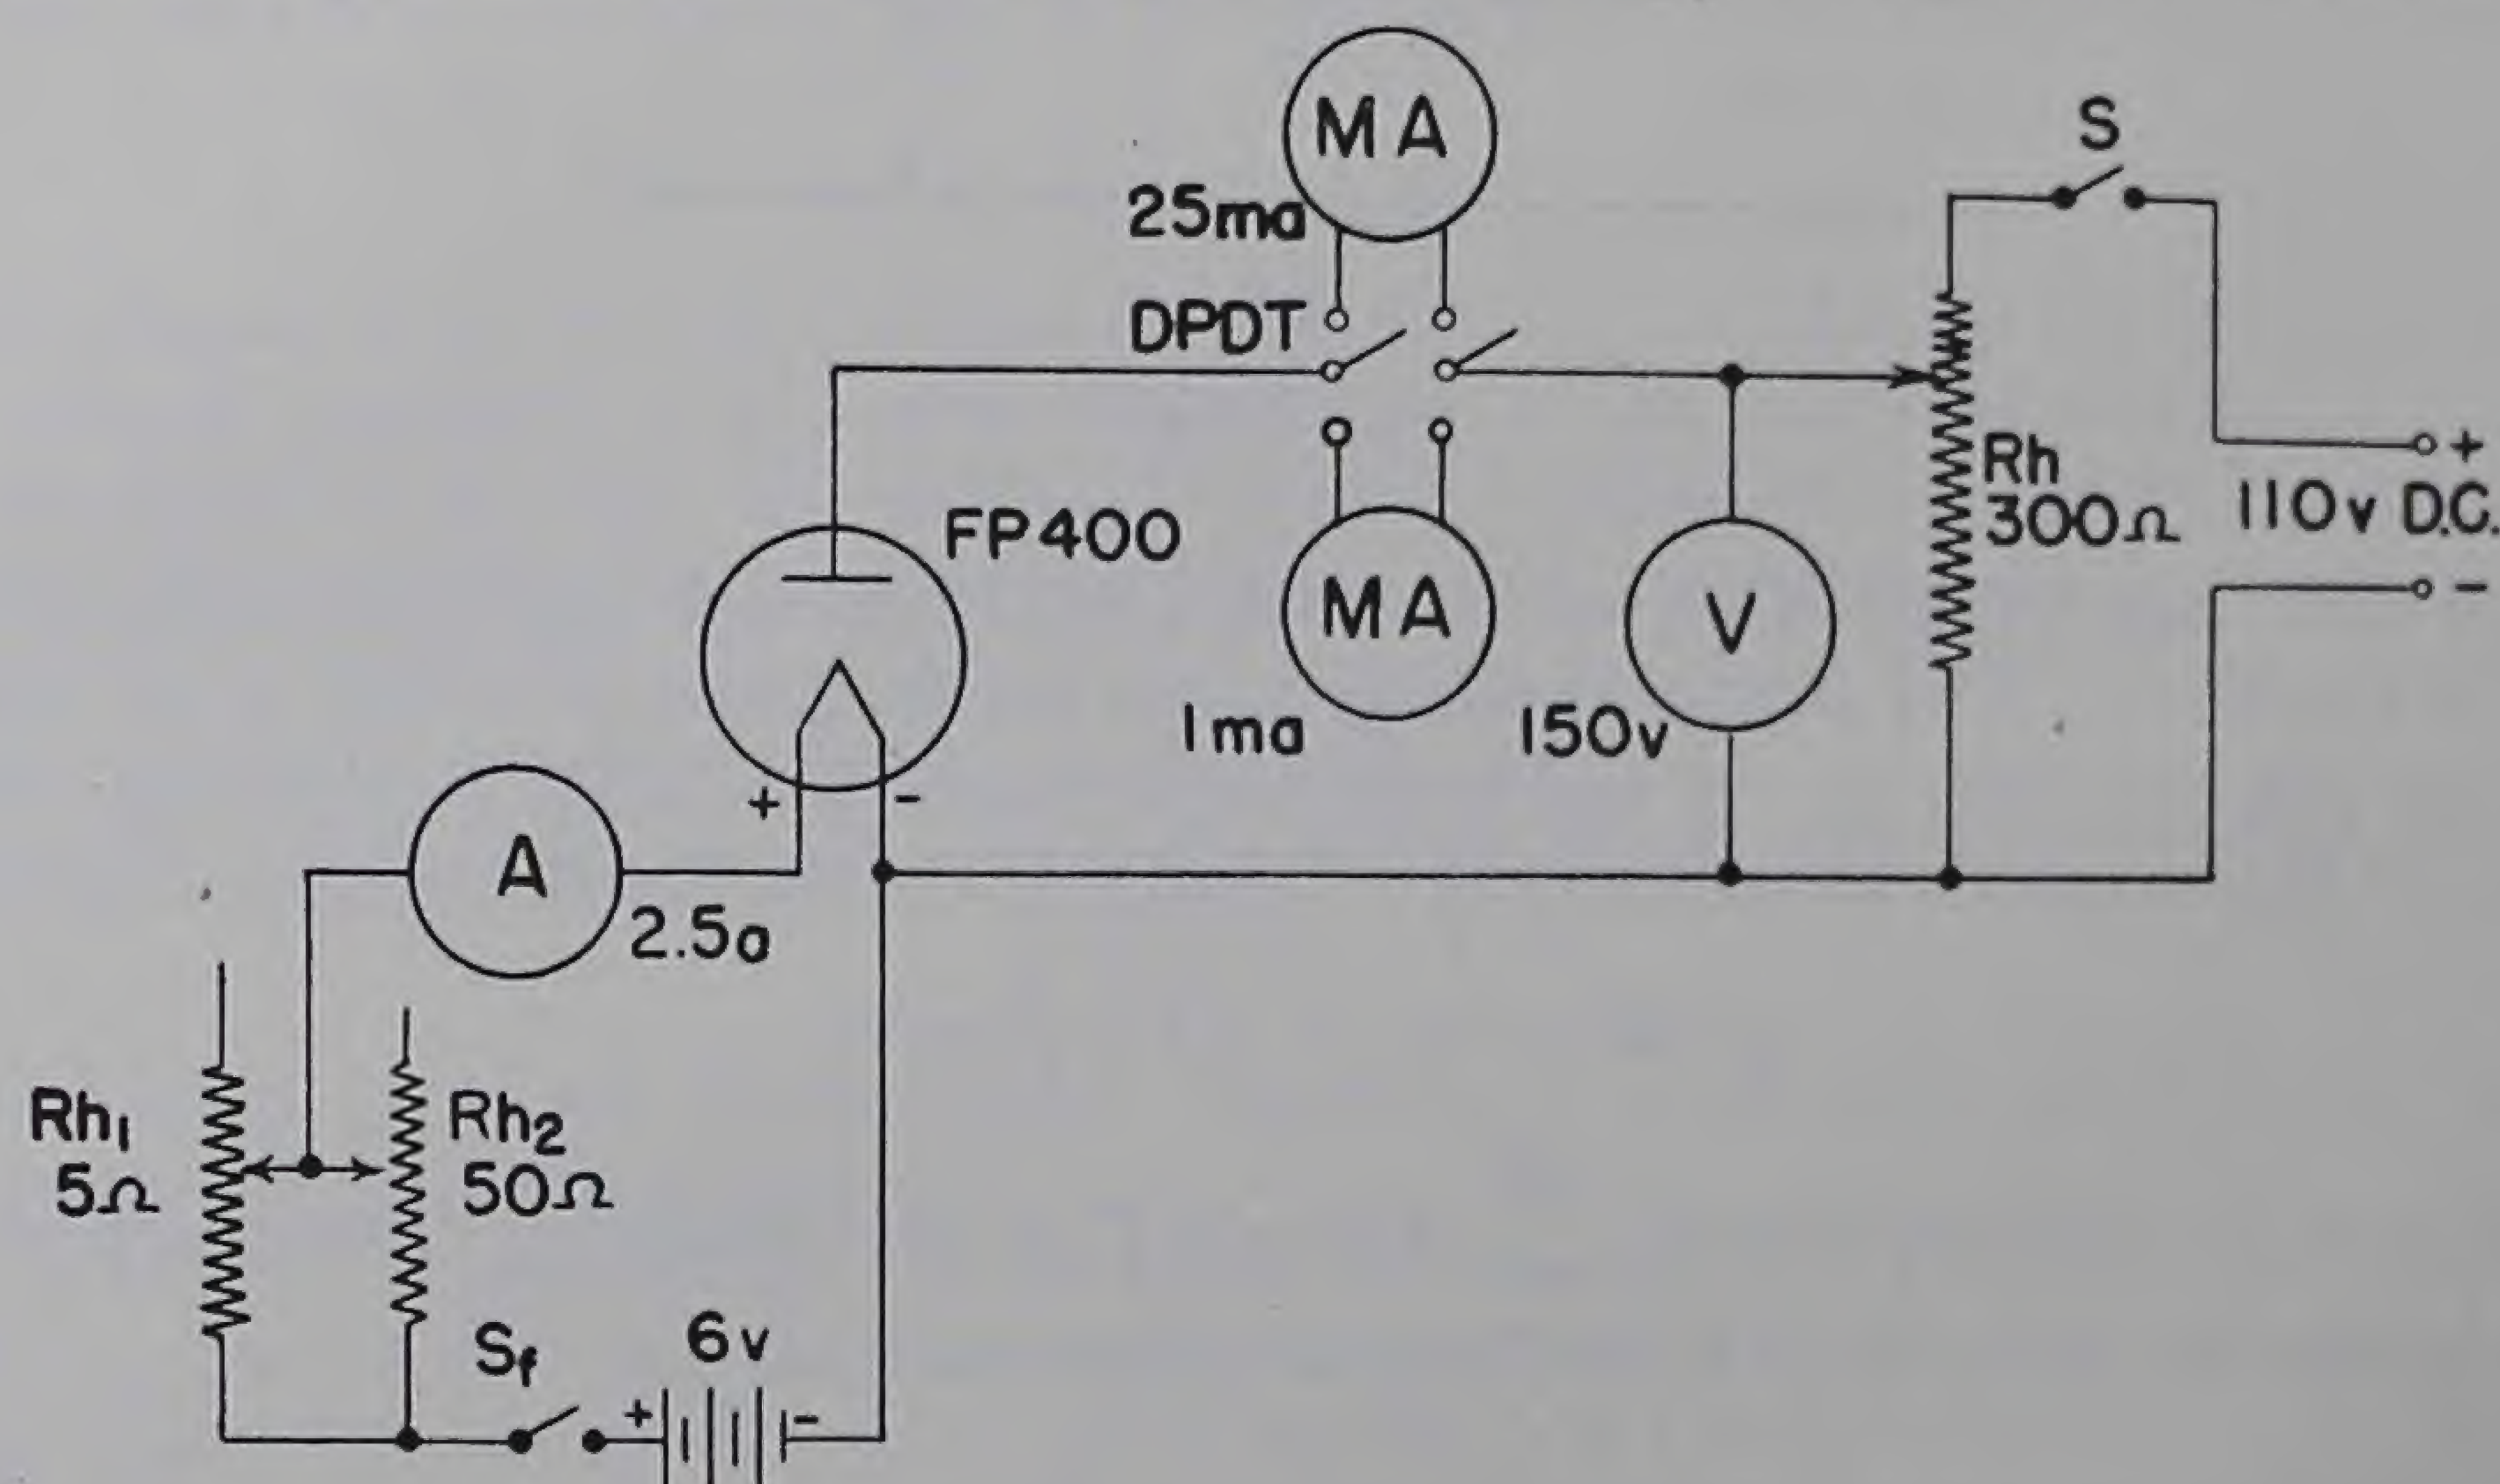 MA
25ma
S
DPDT
Rh
300Ω
+
110v D.C.
-
FP400
MA
1ma
V
150v
+
-
A
2.5a
Rh1
5Ω
Rh2
50Ω
Sf
6v
+
-